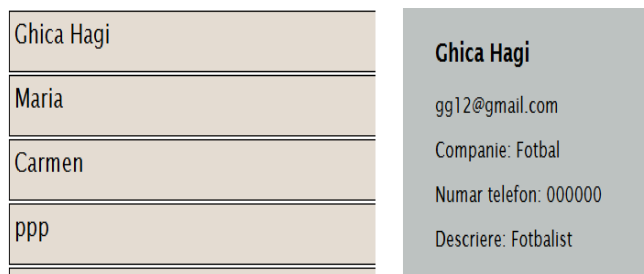 Ghica Hagi
Maria
Carmen
ppp
Ghica Hagi
gg12@gmail.com
Companie: Fotbal
Numar telefon: 000000
Descriere: Fotbalist